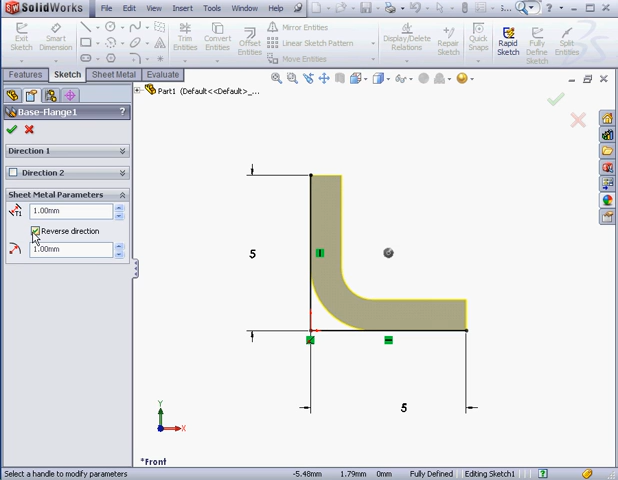 SolidWorks File Edit View Insert Tools Window Help s...
Exit Sketch
Smart Dimension
Trim Entities
Convert Entities
Offset Entities
Mirror Entities
Linear Sketch Pattern
Move Entities
Display/Delete Relations
Repair Sketch
Quick Snaps
Rapid Sketch
Fully Define Sketch
Split Entities
Features Sketch Sheet Metal Evaluate
Part1 (Default<<Default>_...
Base-Flange1
Direction 1
Direction 2
Sheet Metal Parameters
T1 1.00mm
Reverse direction
1.00mm
5
5
Y
X
*Front
Select a handle to modify parameters -5.48mm 1.79mm 0mm Fully Defined Editing Sketch1